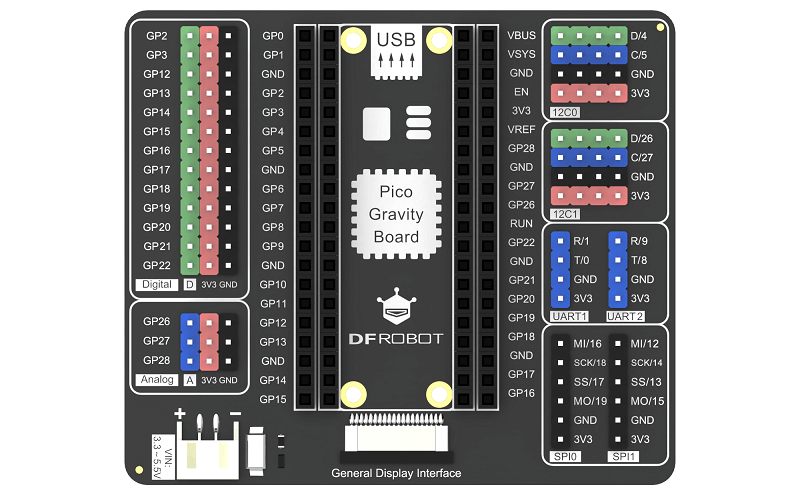 GP2
GP3
GP12
GP13
GP14
GP15
GP16
GP17
GP18
GP19
GP20
GP21
GP22
Digital D 3V3 GND
GP26
GP27
GP28
Analog A 3V3 GND
+ −
VIN:
3.3~5.5V
GP0
GP1
GND
GP2
GP3
GP4
GP5
GND
GP6
GP7
GP8
GP9
GND
GP10
GP11
GP12
GP13
GND
GP14
GP15
USB
Pico
Gravity
Board
DFROBOT
General Display Interface
VBUS
VSYS
GND
EN
3V3
VREF
GP28
GND
GP27
GP26
RUN
GP22
GND
GP21
GP20
GP19
GP18
GND
GP17
GP16
D/4
C/5
GND
3V3
12C0
D/26
C/27
GND
3V3
12C1
R/1
T/0
GND
3V3
UART1
R/9
T/8
GND
3V3
UART2
MI/16
SCK/18
SS/17
MO/19
GND
3V3
SPI0
MI/12
SCK/14
SS/13
MO/15
GND
3V3
SPI1